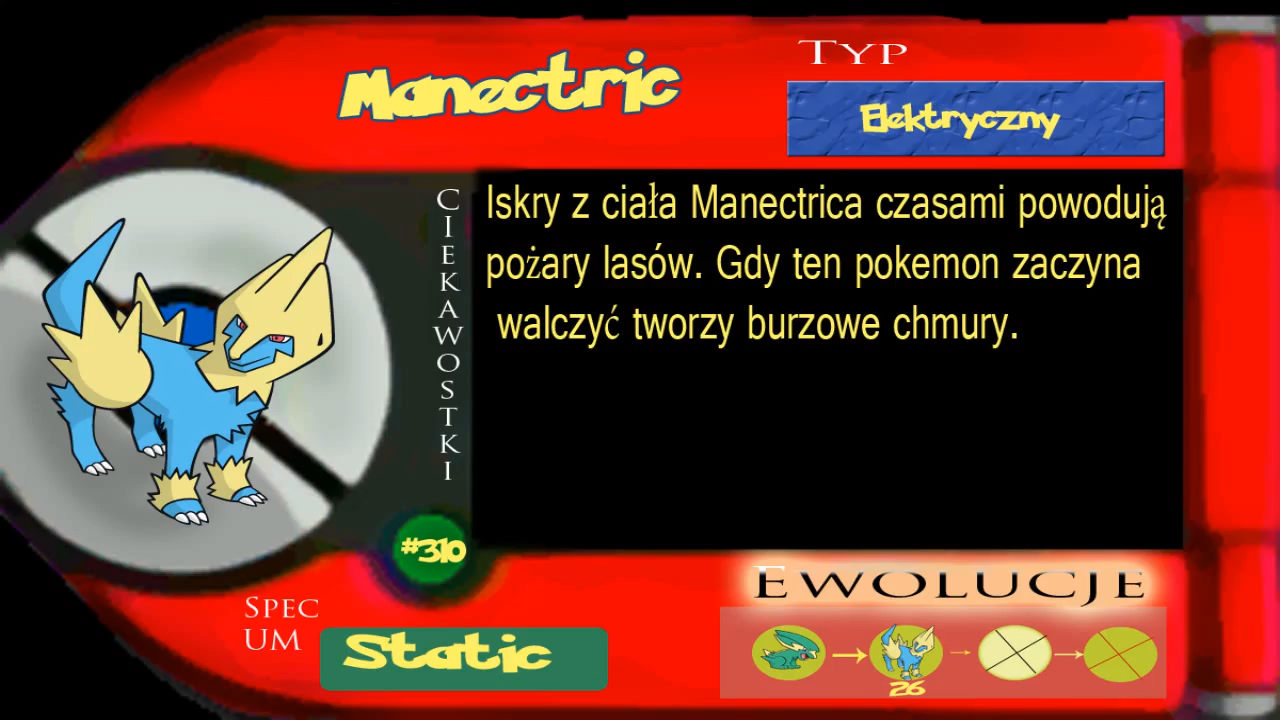 Manectric
Typ
Elektryczny
CIEKAWOSTKI
Iskry z ciała Manectrica czasami powodują
pożary lasów. Gdy ten pokemon zaczyna
walczyć tworzy burzowe chmury.
#310
Spec
um
Static
Ewolucje
26